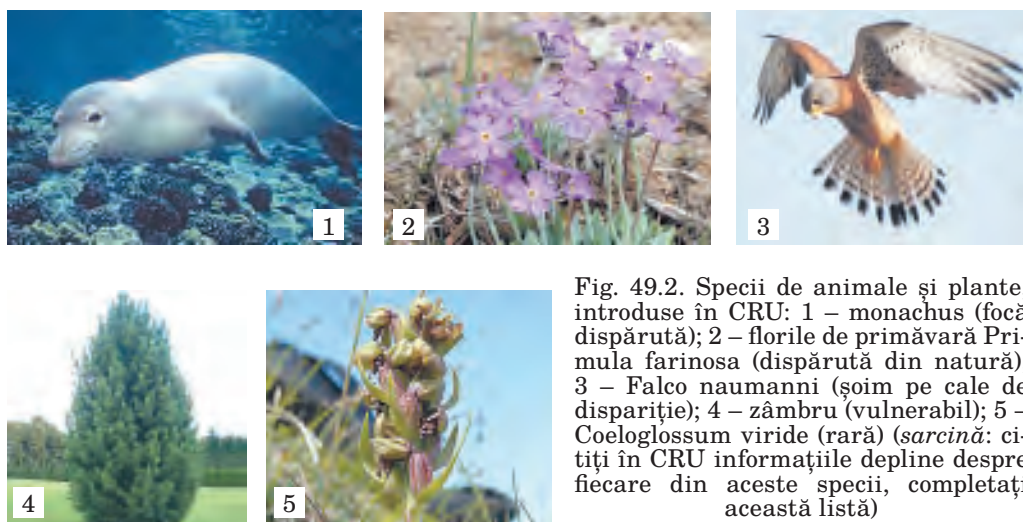 1
2
3
4
5
Fig. 49.2. Specii de animale și plante,
introduse în CRU: 1 – monachus (focă
dispărută); 2 – florile de primăvară Pri-
mula farinosa (dispărută din natură)
3 – Falco naumanni (șoim pe cale de
dispariție); 4 – zâmbru (vulnerabil); 5 –
Coeloglossum viride (rară) (sarcină: ci-
tiți în CRU informațiile depline despre
fiecare din aceste specii, completați
această listă)